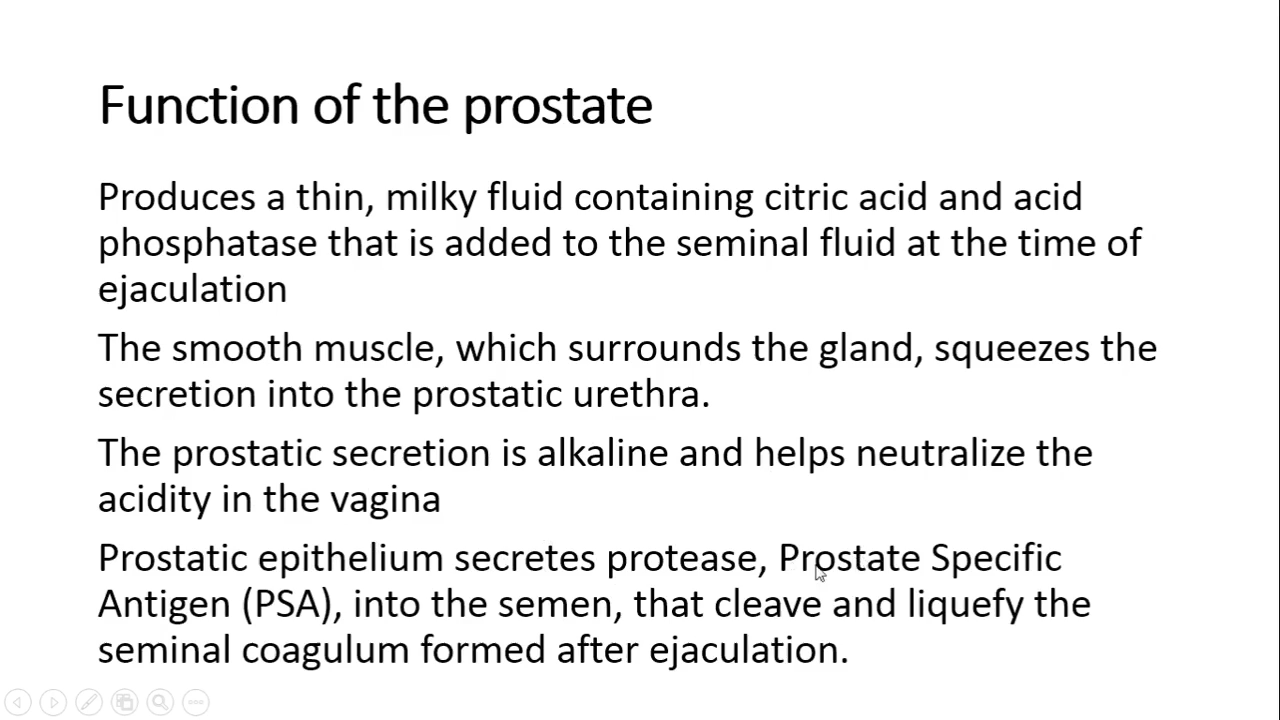 Function of the prostate
Produces a thin, milky fluid containing citric acid and acid
phosphatase that is added to the seminal fluid at the time of
ejaculation
The smooth muscle, which surrounds the gland, squeezes the
secretion into the prostatic urethra.
The prostatic secretion is alkaline and helps neutralize the
acidity in the vagina
Prostatic epithelium secretes protease, Prostate Specific
Antigen (PSA), into the semen, that cleave and liquefy the
seminal coagulum formed after ejaculation.